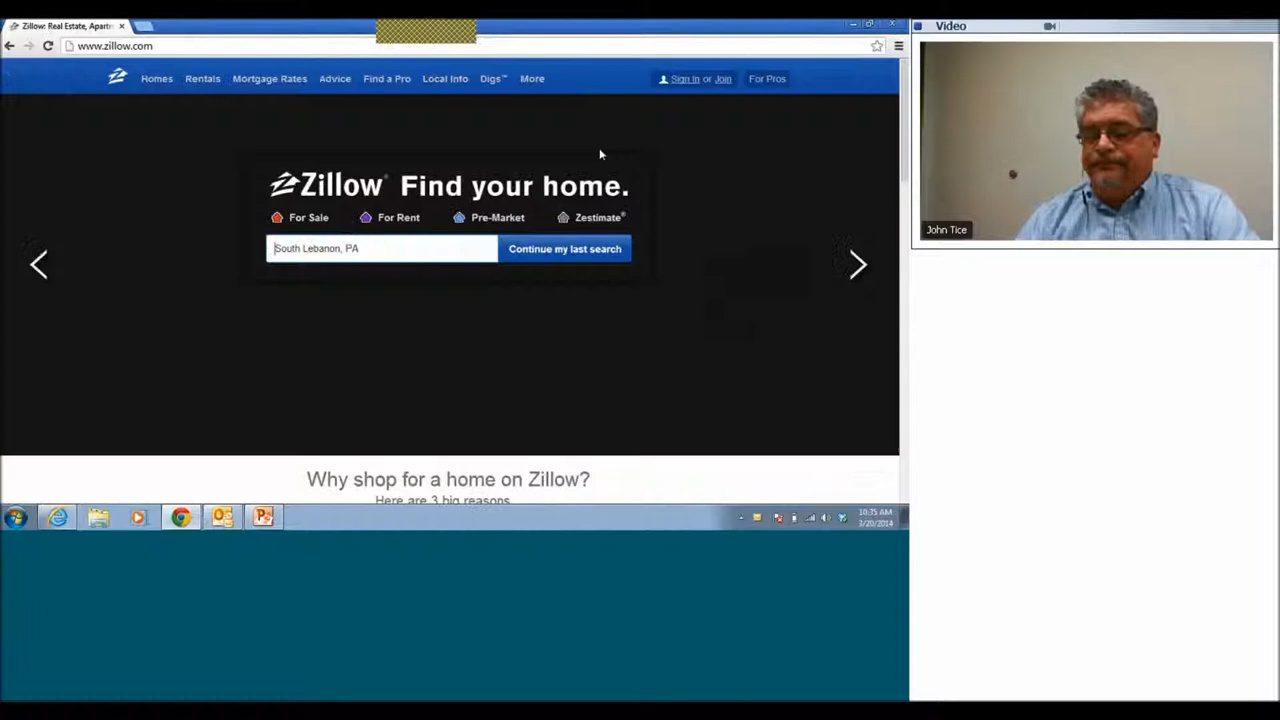 Zillow: Real Estate, Apartm
www.zillow.com
Homes Rentals Mortgage Rates Advice Find a Pro Local Info Digs™ More Sign In or Join For Pros
Zillow® Find your home.
For Sale For Rent Pre-Market Zestimate®
South Lebanon, PA Continue my last search
Why shop for a home on Zillow?
Here are 3 big reasons
10:35 AM
3/20/2014
Video
John Tice